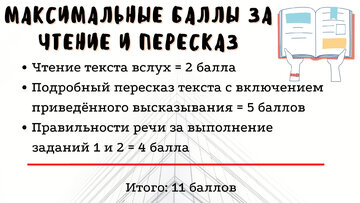 МАКСИМАЛЬНЫЕ БАЛЛЫ ЗА
ЧТЕНИЕ И ПЕРЕСКАЗ
• Чтение текста вслух = 2 балла
• Подробный пересказ текста с включением
приведённого высказывания = 5 баллов
• Правильности речи за выполнение
заданий 1 и 2 = 4 балла
Итого: 11 баллов